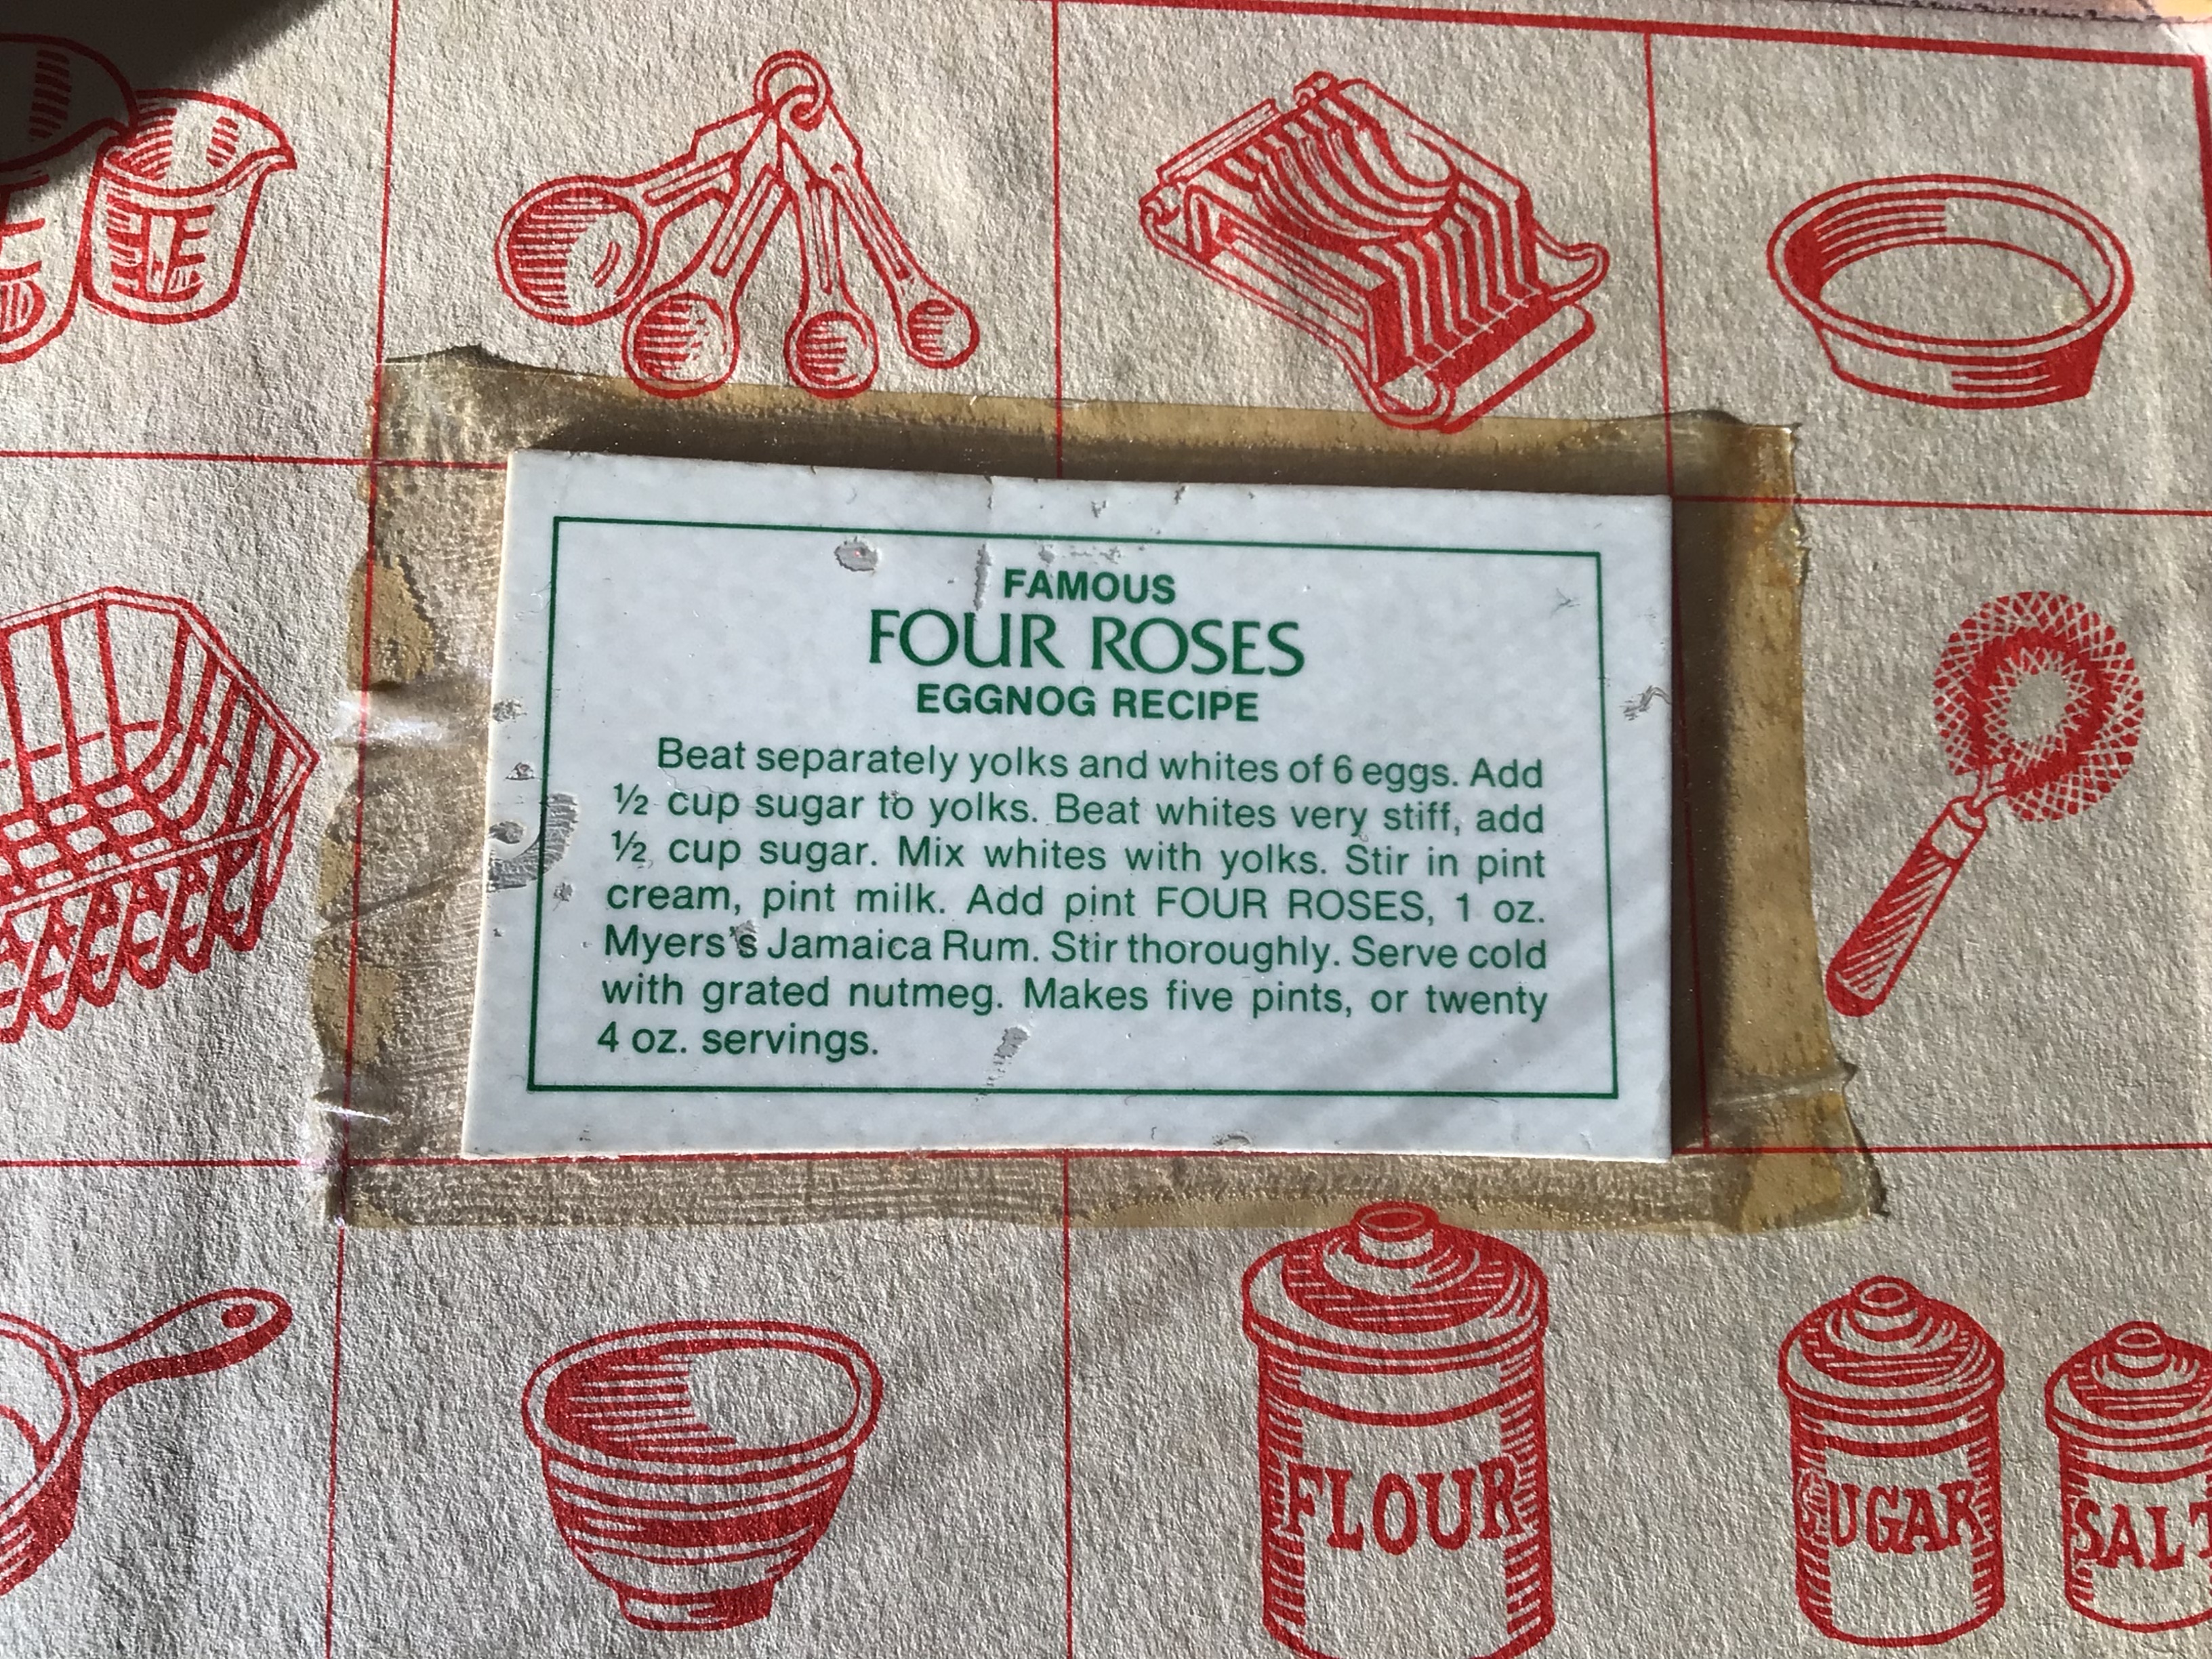 FAMOUS
FOUR ROSES
EGGNOG RECIPE
Beat separately yolks and whites of 6 eggs. Add
½ cup sugar to yolks. Beat whites very stiff, add
½ cup sugar. Mix whites with yolks. Stir in pint
cream, pint milk. Add pint FOUR ROSES, 1 oz.
Myers's Jamaica Rum. Stir thoroughly. Serve cold
with grated nutmeg. Makes five pints, or twenty
4 oz. servings.
FLOUR
SUGAR
SALT